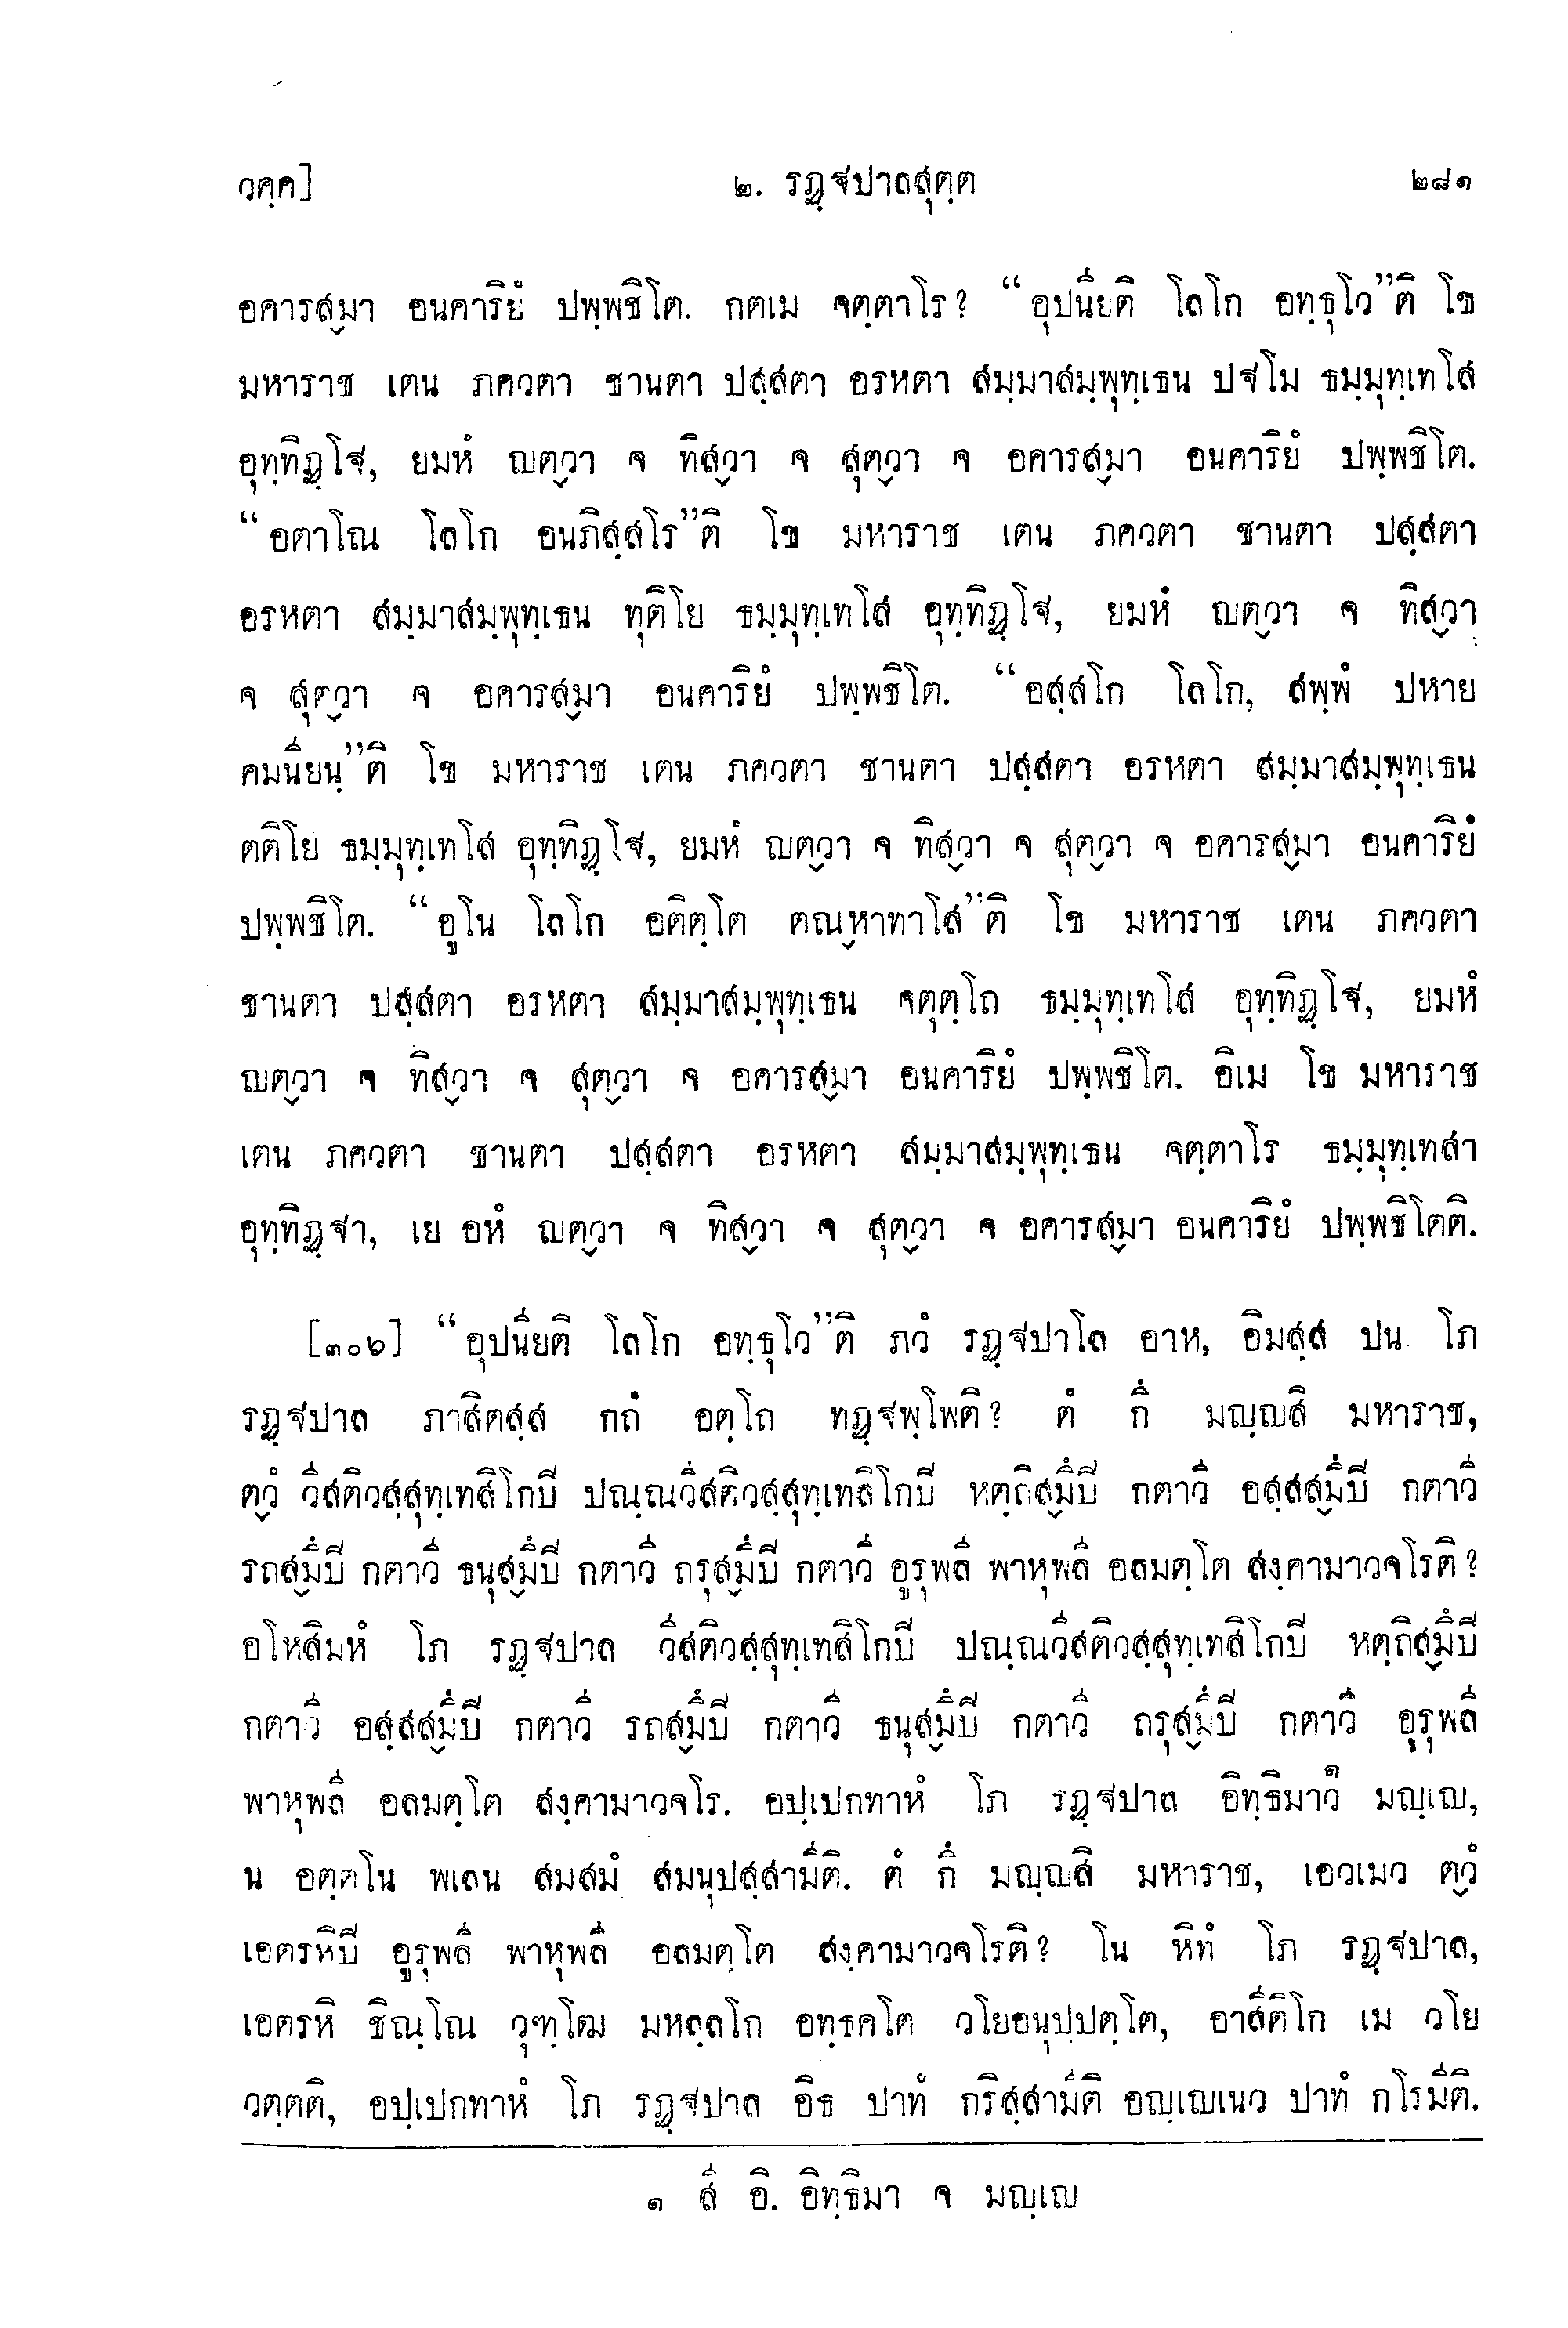 วคฺค]
๒. รฏฺฐปาลสุตฺต
๒๘๑
อคารสฺมา อนคาริยํ ปพฺพชิโต. กตเม จตฺตาโร? “อุปนียติ โลโก อทฺธุโว”ติ โข
มหาราช เตน ภควตา ชานตา ปสฺสตา อรหตา สมฺมาสมฺพุทฺเธน ปฐโม ธมฺมุทฺเทโส
อุทฺทิฏฺโฐ, ยมหํ ญตฺวา จ ทิสฺวา จ สุตฺวา จ อคารสฺมา อนคาริยํ ปพฺพชิโต.
“อตาโณ โลโก อนภิสฺสโร”ติ โข มหาราช เตน ภควตา ชานตา ปสฺสตา
อรหตา สมฺมาสมฺพุทฺเธน ทุติโย ธมฺมุทฺเทโส อุทฺทิฏฺโฐ, ยมหํ ญตฺวา จ ทิสฺวา
จ สุตฺวา จ อคารสฺมา อนคาริยํ ปพฺพชิโต. “อสฺสโก โลโก, สพฺพํ ปหาย
คมนียนฺ”ติ โข มหาราช เตน ภควตา ชานตา ปสฺสตา อรหตา สมฺมาสมฺพุทฺเธน
ตติโย ธมฺมุทฺเทโส อุทฺทิฏฺโฐ, ยมหํ ญตฺวา จ ทิสฺวา จ สุตฺวา จ อคารสฺมา อนคาริยํ
ปพฺพชิโต. “อูโน โลโก อติตฺโต ตณฺหาทาโส”ติ โข มหาราช เตน ภควตา
ชานตา ปสฺสตา อรหตา สมฺมาสมฺพุทฺเธน จตุตฺโถ ธมฺมุทฺเทโส อุทฺทิฏฺโฐ, ยมหํ
ญตฺวา จ ทิสฺวา จ สุตฺวา จ อคารสฺมา อนคาริยํ ปพฺพชิโต. อิเม โข มหาราช
เตน ภควตา ชานตา ปสฺสตา อรหตา สมฺมาสมฺพุทฺเธน จตฺตาโร ธมฺมุทฺเทสา
อุทฺทิฏฺฐา, เย อหํ ญตฺวา จ ทิสฺวา จ สุตฺวา จ อคารสฺมา อนคาริยํ ปพฺพชิโตติ.
[๓๐๖] “อุปนียติ โลโก อทฺธุโว”ติ ภวํ รฏฺฐปาโล อาห, อิมสฺส ปน โภ
รฏฺฐปาล ภาสิตสฺส กถํ อตฺโถ ทฏฺฐพฺโพติ? ตํ กึ มญฺญสิ มหาราช,
ตฺวํ วีสติวสฺสุทฺเทสิโกปิ ปณฺณวีสติวสฺสุทฺเทสิโกปิ หตฺถิสฺมึปิ กตาวี อสฺสสฺมึปิ กตาวี
รถสฺมึปิ กตาวี ธนุสฺมึปิ กตาวี ถรุสฺมึปิ กตาวี อูรุพลี พาหุพลี อลมตฺโต สงฺคามาวจโรติ?
อโหสิมหํ โภ รฏฺฐปาล วีสติวสฺสุทฺเทสิโกปิ ปณฺณวีสติวสฺสุทฺเทสิโกปิ หตฺถิสฺมึปิ
กตาวี อสฺสสฺมึปิ กตาวี รถสฺมึปิ กตาวี ธนุสฺมึปิ กตาวี ถรุสฺมึปิ กตาวี อูรุพลี
พาหุพลี อลมตฺโต สงฺคามาวจโร. อปฺเปกทาหํ โภ รฏฺฐปาล อิทฺธิมาว๑ มญฺเญ,
น อตฺตโน พเลน สมสมํ สมนุปสฺสามีติ. ตํ กึ มญฺญสิ มหาราช, เอวเมว ตฺวํ
เอตรหิปิ อูรุพลี พาหุพลี อลมตฺโต สงฺคามาวจโรติ? โน หิทํ โภ รฏฺฐปาล,
เอตรหิ ชิณฺโณ วุฑฺโฒ มหลฺลโก อทฺธคโต วโยอนุปฺปตฺโต, อาสีติโก เม วโย
วตฺตติ, อปฺเปกทาหํ โภ รฏฺฐปาล อิธ ปาทํ กริสฺสามีติ อญฺเญเนว ปาทํ กโรมีติ.
๑ สี อิ. อิทฺธิมา จ มญฺเญ